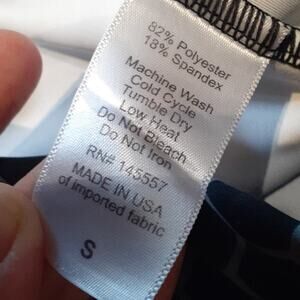 82% Polyester
18% Spandex
Machine Wash
Cold Cycle
Tumble Dry
Low Heat
Do Not Bleach
Do Not Iron
RN# 145557
MADE IN USA
of imported fabric
S